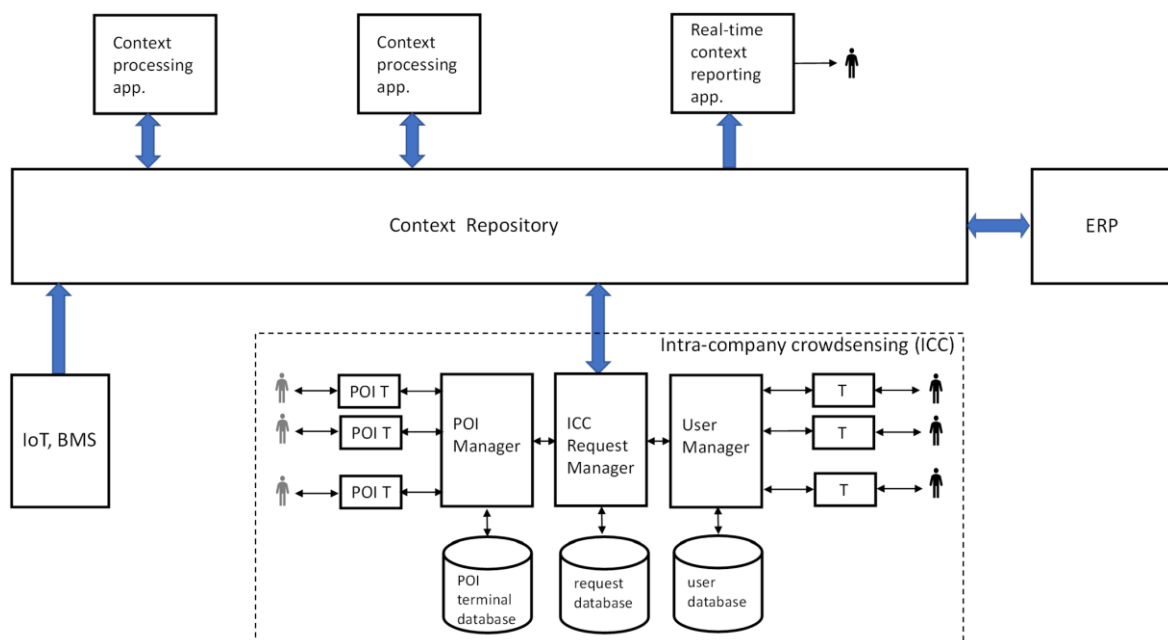 Context
processing
app.
Context
processing
app.
Real-time
context
reporting
app.
Context Repository
ERP
Intra-company crowdsensing (ICC)
IoT, BMS
POI T
POI T
POI T
POI
Manager
ICC
Request
Manager
User
Manager
T
T
T
POI
terminal
database
request
database
user
database